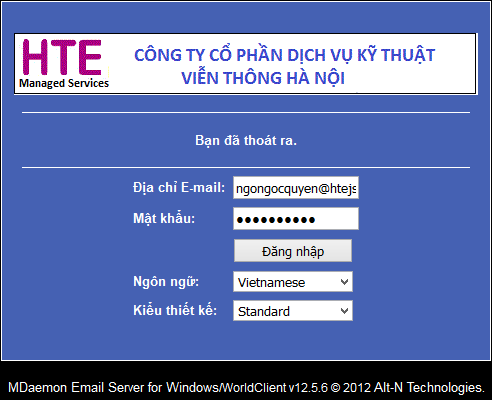 HTE
Managed Services
CÔNG TY CỔ PHẦN DỊCH VỤ KỸ THUẬT
VIỄN THÔNG HÀ NỘI
Bạn đã thoát ra.
Địa chỉ E-mail: ngongocquyen@htejs
Mật khẩu: ●●●●●●●●●●
Đăng nhập
Ngôn ngữ: Vietnamese
Kiểu thiết kế: Standard
MDaemon Email Server for Windows/WorldClient v12.5.6 © 2012 Alt-N Technologies.